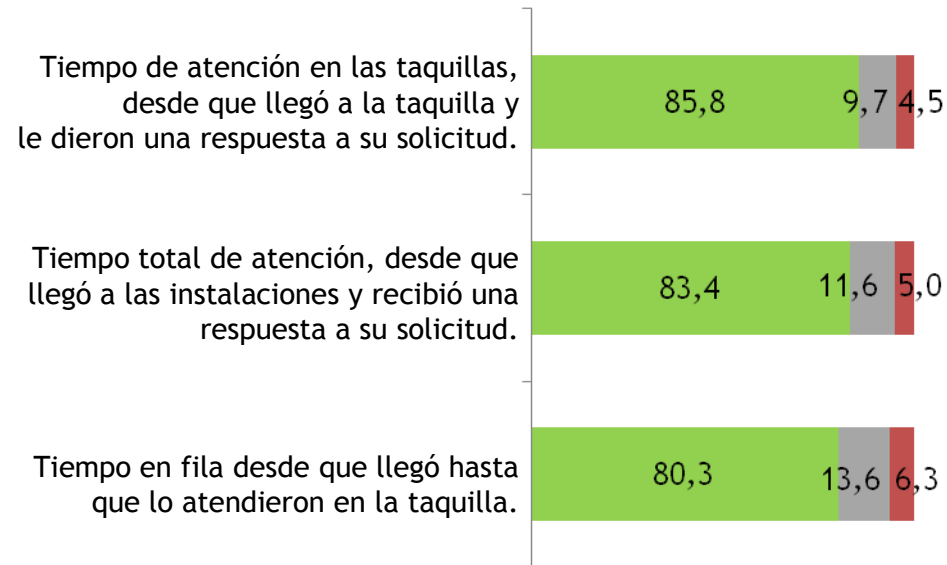 Tiempo de atención en las taquillas,
desde que llegó a la taquilla y
le dieron una respuesta a su solicitud.
85,8 9,7 4,5
Tiempo total de atención, desde que
llegó a las instalaciones y recibió una
respuesta a su solicitud.
83,4 11,6 5,0
Tiempo en fila desde que llegó hasta
que lo atendieron en la taquilla.
80,3 13,6 6,3